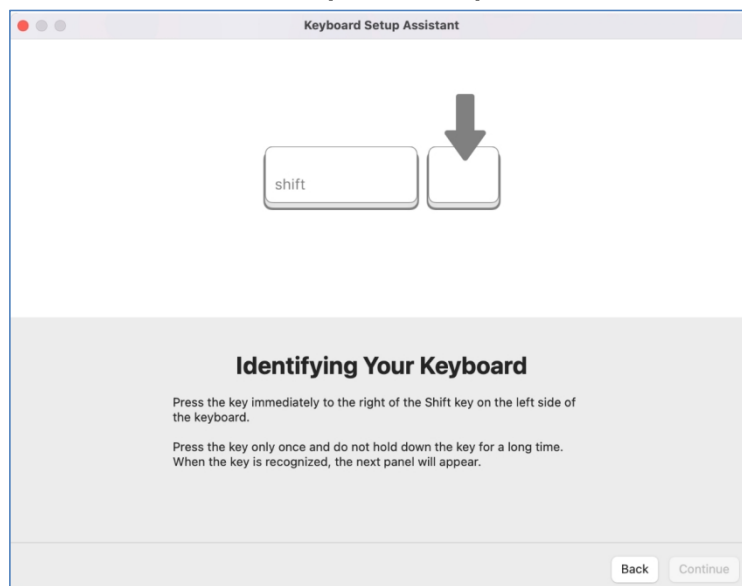 Keyboard Setup Assistant
shift
Identifying Your Keyboard
Press the key immediately to the right of the Shift key on the left side of
the keyboard.
Press the key only once and do not hold down the key for a long time.
When the key is recognized, the next panel will appear.
Back Continue